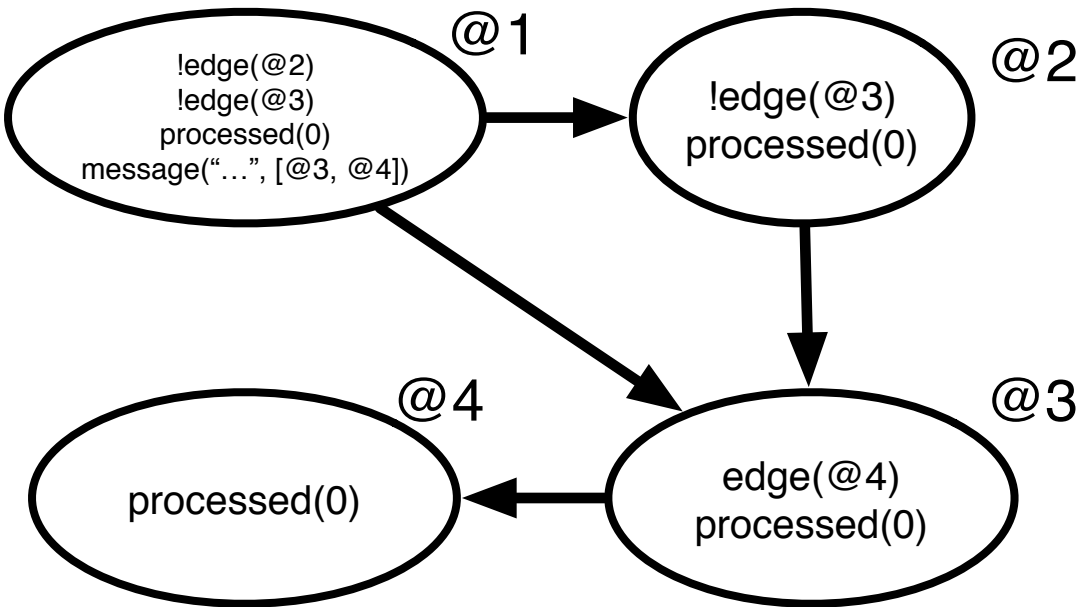 @1
!edge(@2)
!edge(@3)
processed(0)
message(“...”, [@3, @4])
@2
!edge(@3)
processed(0)
@4
processed(0)
@3
edge(@4)
processed(0)